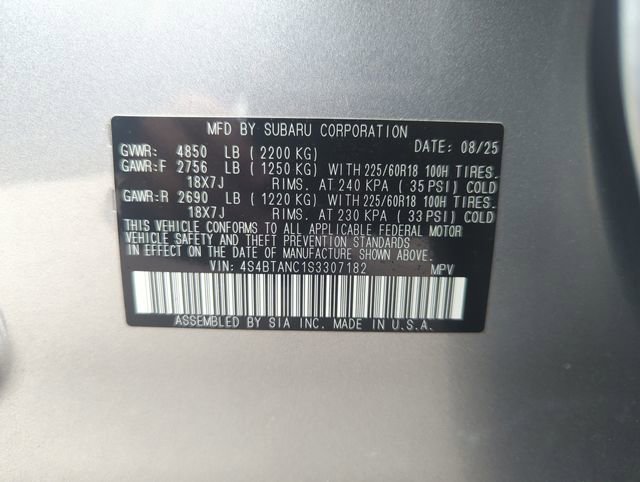 MFD BY SUBARU CORPORATION DATE: 08/25
GVWR: 4850 LB (2200 KG)
GAWR:F 2756 LB (1250 KG) WITH 225/60R18 100H TIRES.
18X7J RIMS. AT 240 KPA (35 PSI) COLD
GAWR:R 2690 LB (1220 KG) WITH 225/60R18 100H TIRES.
18X7J RIMS. AT 230 KPA (33 PSI) COLD
THIS VEHICLE CONFORMS TO ALL APPLICABLE FEDERAL MOTOR
VEHICLE SAFETY AND THEFT PREVENTION STANDARDS
IN EFFECT ON THE DATE OF MANUFACTURE SHOWN ABOVE.
VIN: 4S4BTANC1S3307182 MPV
ASSEMBLED BY SIA INC. MADE IN U.S.A.